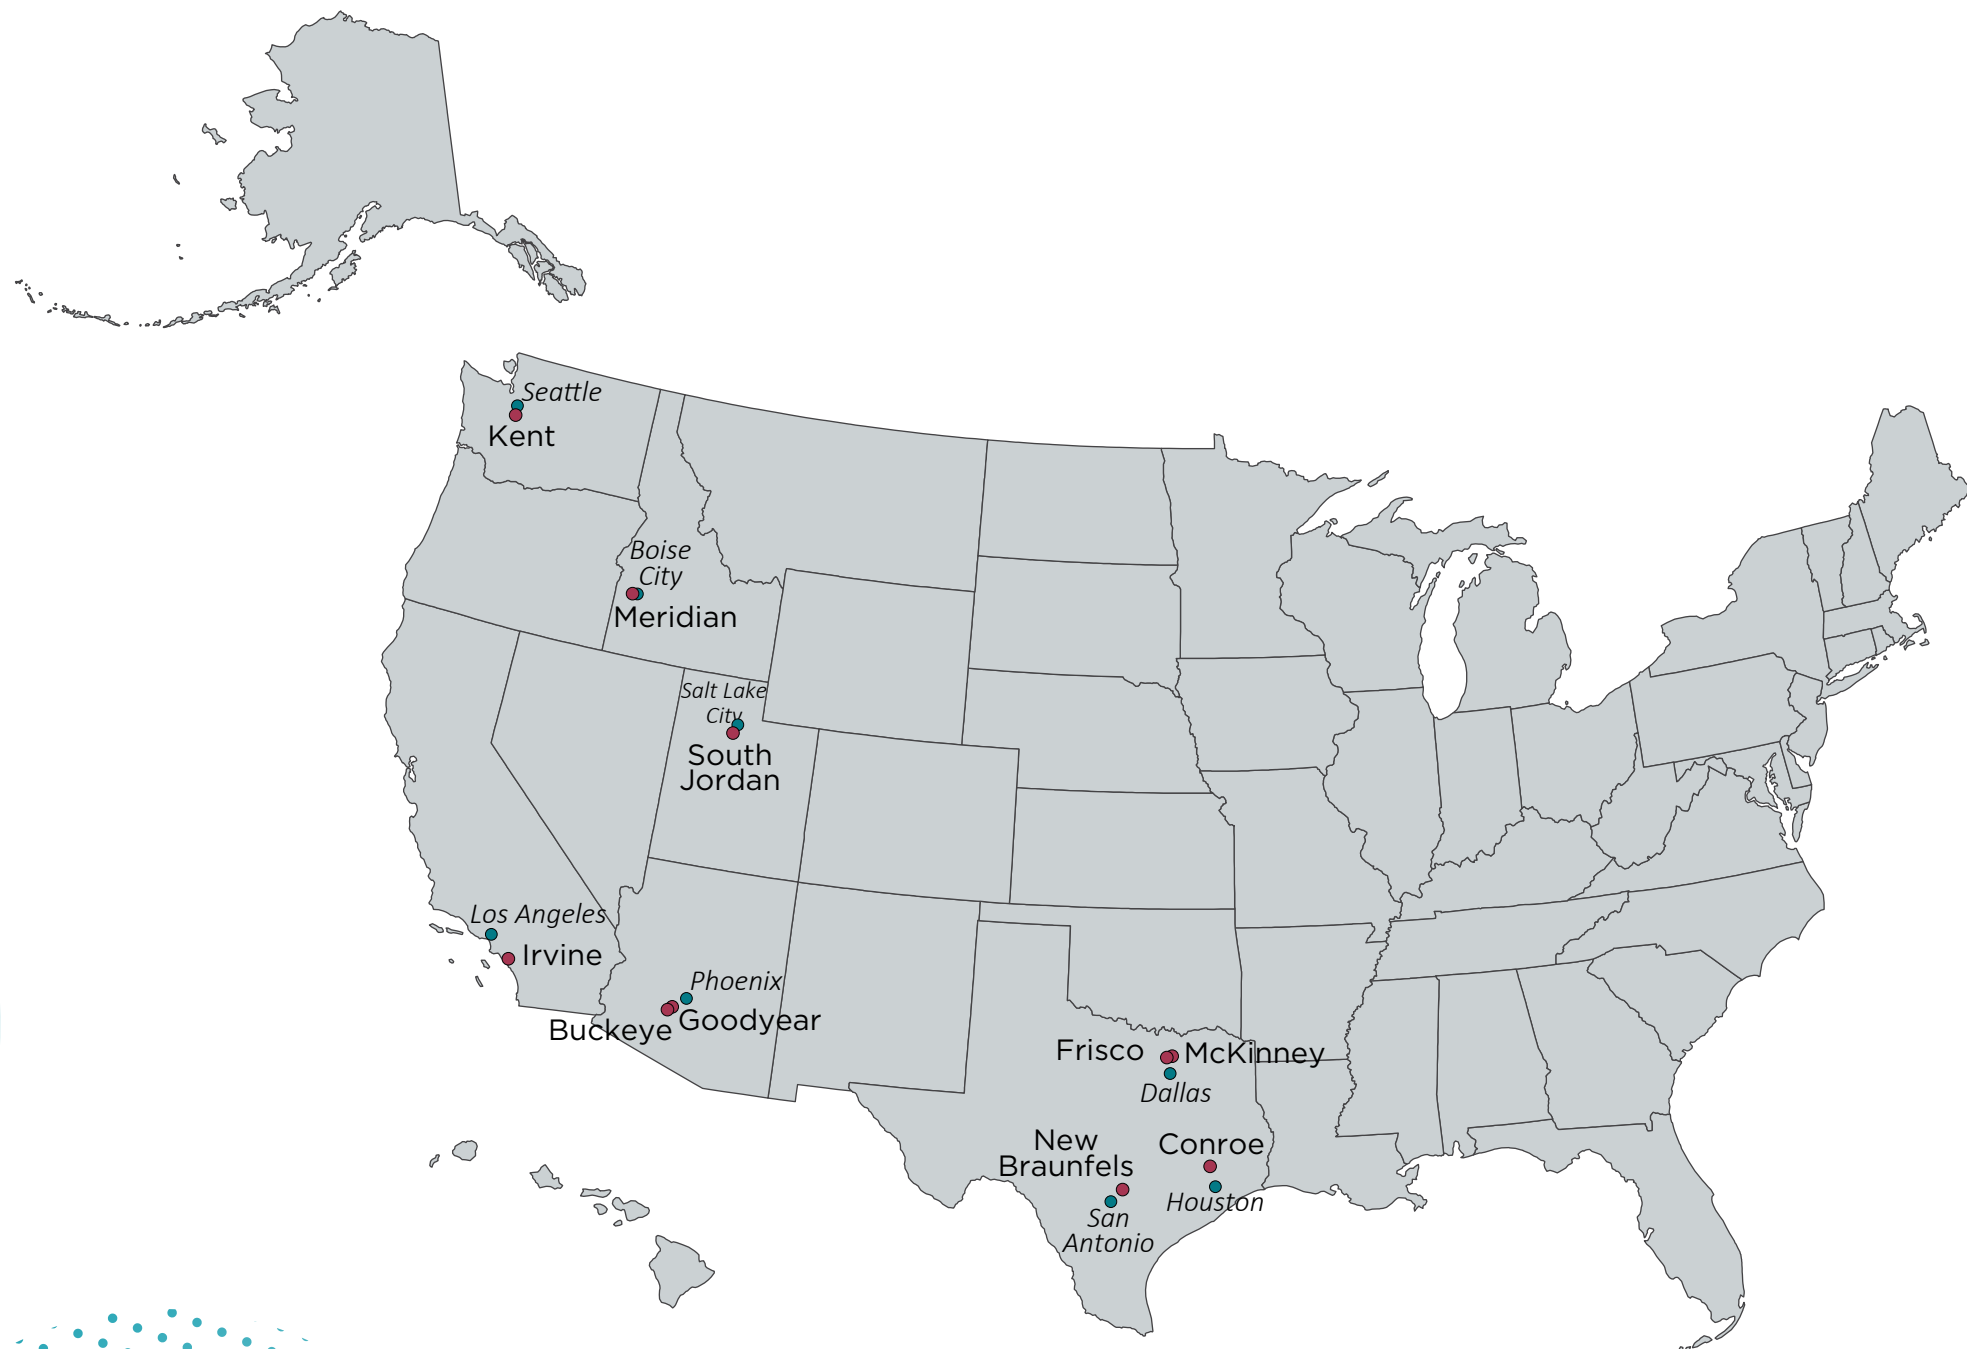 Seattle
Kent
Boise
City
Meridian
Salt Lake
City
South
Jordan
Los Angeles
Irvine
Phoenix
Goodyear
Buckeye
Frisco
McKinney
Dallas
New
Braunfels
Conroe
Houston
San
Antonio